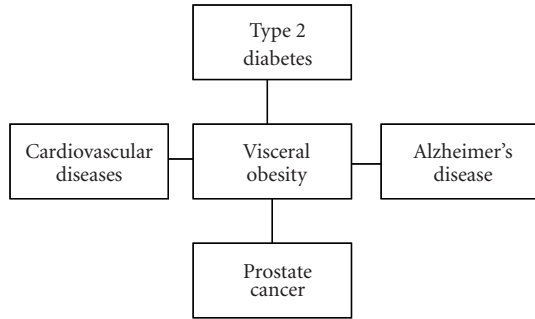 Type 2
diabetes
Cardiovascular
diseases
Visceral
obesity
Alzheimer’s
disease
Prostate
cancer